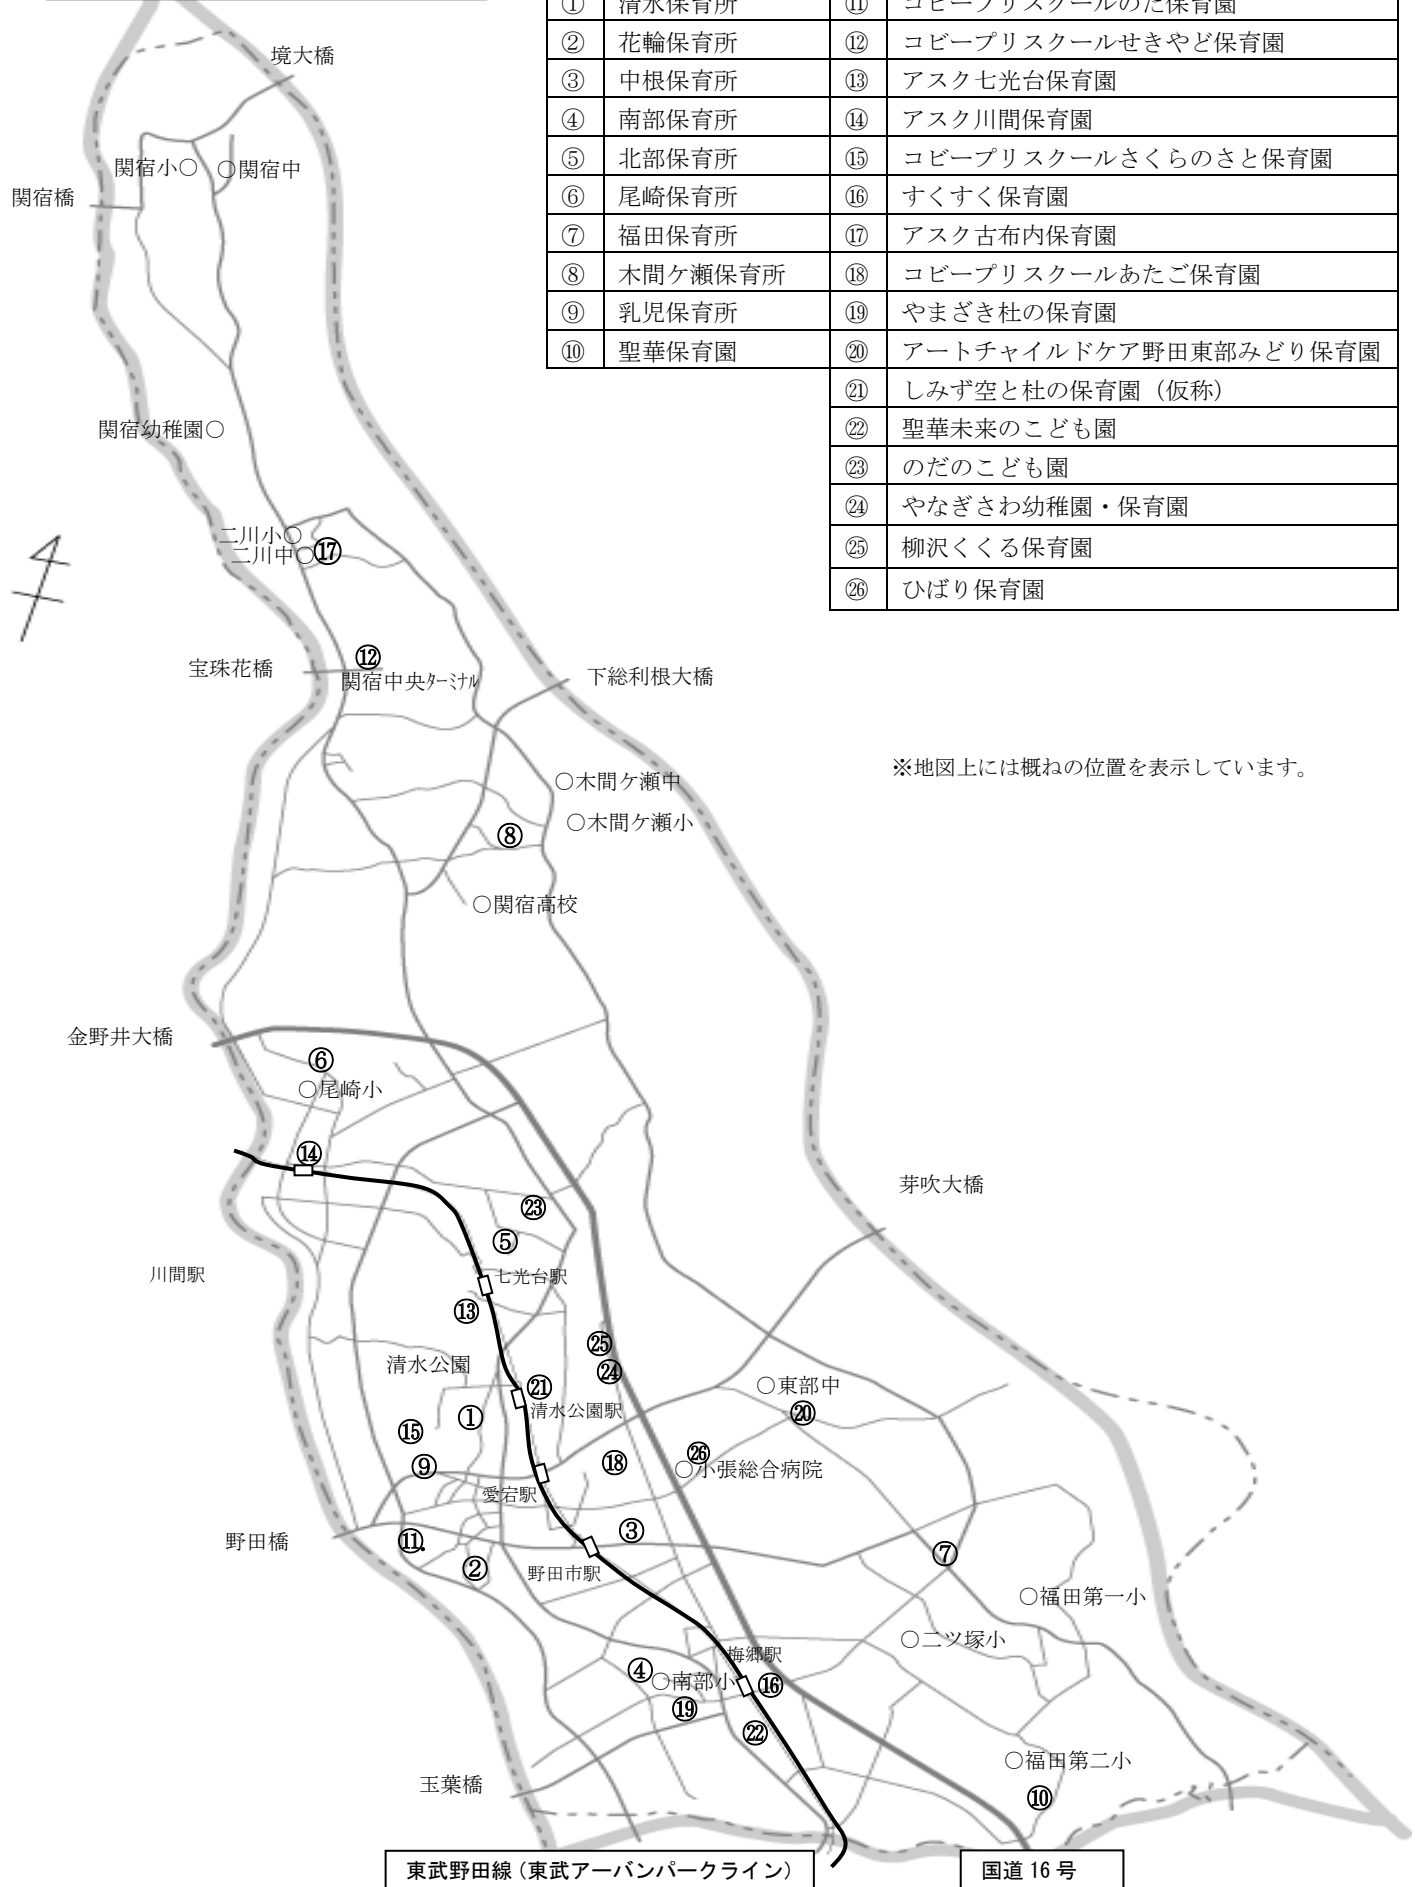 ① 清水保育所 ⑪ コビープリスクールのだ保育園
② 花輪保育所 ⑫ コビープリスクールせきやど保育園
③ 中根保育所 ⑬ アスク七光台保育園
④ 南部保育所 ⑭ アスク川間保育園
⑤ 北部保育所 ⑮ コビープリスクールさくらのさと保育園
⑥ 尾崎保育所 ⑯ すくすく保育園
⑦ 福田保育所 ⑰ アスク古布内保育園
⑧ 木間ケ瀬保育所 ⑱ コビープリスクールあたご保育園
⑨ 乳児保育所 ⑲ やまざき杜の保育園
⑩ 聖華保育園 ⑳ アートチャイルドケア野田東部みどり保育園
㉑ しみず空と杜の保育園（仮称）
㉒ 聖華未来のこども園
㉓ のだのこども園
㉔ やなぎさわ幼稚園・保育園
㉕ 柳沢くくる保育園
㉖ ひばり保育園
境大橋
関宿小○ ○関宿中
関宿橋
関宿幼稚園○
二川小○
二川中○ ⑰
⑫
宝珠花橋
関宿中央ﾀｰﾐﾅﾙ
下総利根大橋
※地図上には概ねの位置を表示しています。
○木間ケ瀬中
○木間ケ瀬小
⑧
○関宿高校
金野井大橋
⑥
○尾崎小
⑭
芽吹大橋
㉓
⑤
川間駅
七光台駅
⑬
㉕
清水公園
㉔
㉑
○東部中
清水公園駅
⑳
①
⑮
㉖
⑱
⑨
○小張総合病院
愛宕駅
③
野田橋
⑪.
⑦
②
野田市駅
○福田第一小
○二ツ塚小
梅郷駅
④
○南部小
⑯
⑲
㉒
○福田第二小
玉葉橋
⑩
東武野田線（東武アーバンパークライン）
国道 16 号